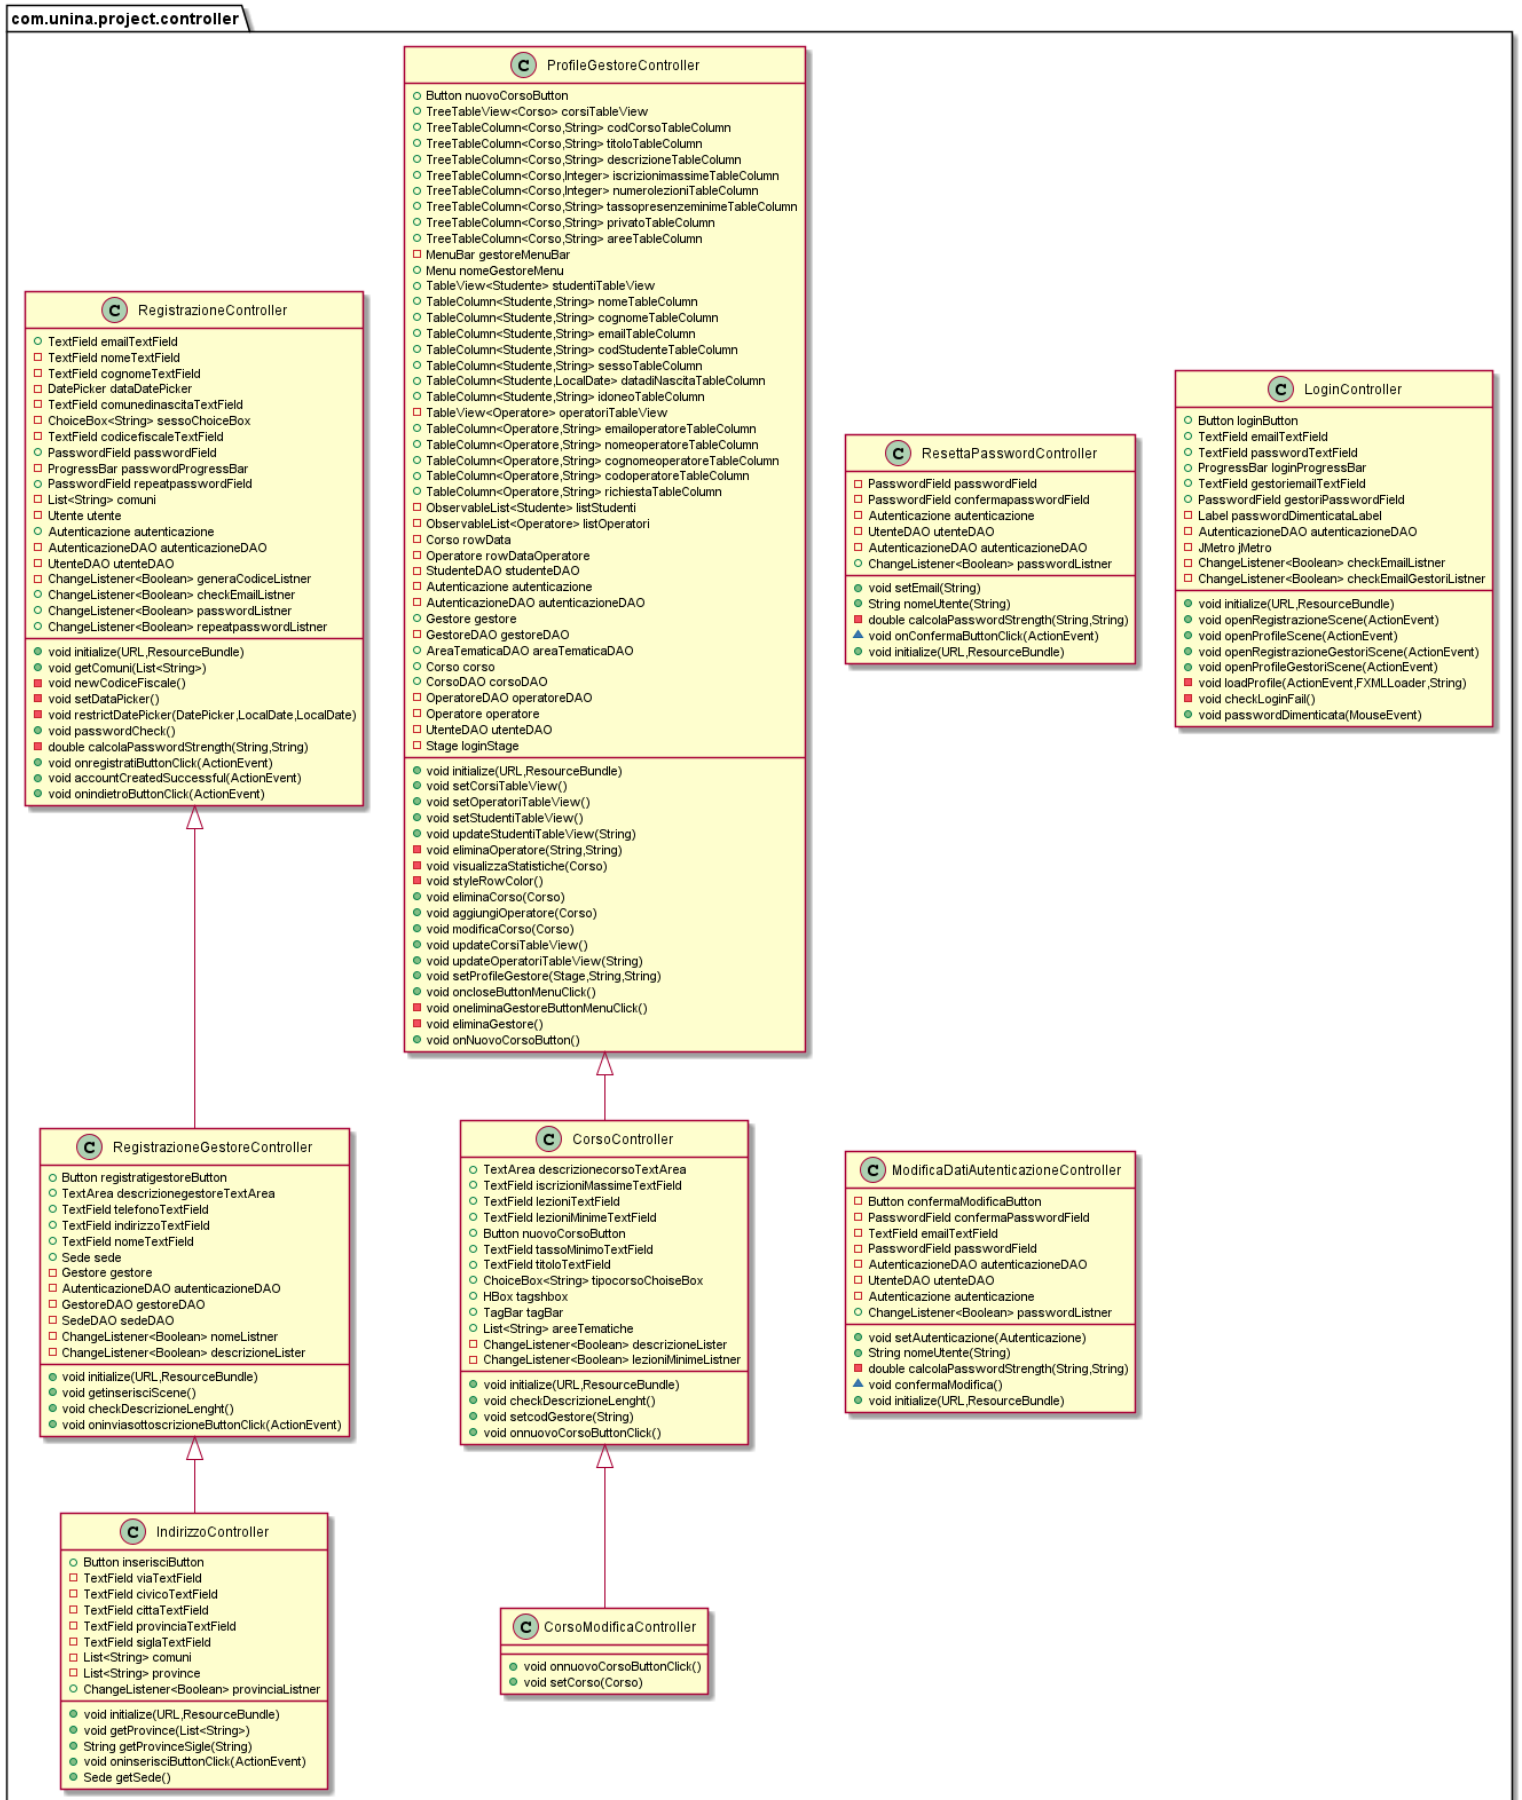 com.unina.project.controller
C ProfileGestoreController
Button nuovoCorsoButton
TreeTableView<Corso> corsiTableView
TreeTableColumn<Corso,String> codCorsoTableColumn
TreeTableColumn<Corso,String> titoloTableColumn
TreeTableColumn<Corso,String> descrizioneTableColumn
TreeTableColumn<Corso,Integer> iscrizionimassimeTableColumn
TreeTableColumn<Corso,Integer> numerolezioniTableColumn
TreeTableColumn<Corso,String> tassopresenzeminimeTableColumn
TreeTableColumn<Corso,String> privatoTableColumn
TreeTableColumn<Corso,String> areeTableColumn
MenuBar gestoreMenuBar
Menu nomeGestoreMenu
TableView<Studente> studentiTableView
TableColumn<Studente,String> nomeTableColumn
TableColumn<Studente,String> cognomeTableColumn
TableColumn<Studente,String> emailTableColumn
TableColumn<Studente,String> codStudenteTableColumn
TableColumn<Studente,String> sessoTableColumn
TableColumn<Studente,LocalDate> datadiNascitaTableColumn
TableColumn<Studente,String> idoneoTableColumn
TableView<Operatore> operatoriTableView
TableColumn<Operatore,String> emailoperatoreTableColumn
TableColumn<Operatore,String> nomeoperatoreTableColumn
TableColumn<Operatore,String> cognomeoperatoreTableColumn
TableColumn<Operatore,String> codoperatoreTableColumn
TableColumn<Operatore,String> richiestaTableColumn
ObservableList<Studente> listStudenti
ObservableList<Operatore> listOperatori
Corso rowData
Operatore rowDataOperatore
StudenteDAO studenteDAO
Autenticazione autenticazione
AutenticazioneDAO autenticazioneDAO
Gestore gestore
GestoreDAO gestoreDAO
AreaTematicaDAO areaTematicaDAO
Corso corso
CorsoDAO corsoDAO
OperatoreDAO operatoreDAO
Operatore operatore
UtenteDAO utenteDAO
Stage loginStage
void initialize(URL,ResourceBundle)
void setCorsiTableView()
void setOperatoriTableView()
void setStudentiTableView()
void updateStudentiTableView(String)
void eliminaOperatore(String,String)
void visualizzaStatistiche(Corso)
void styleRowColor()
void eliminaCorso(Corso)
void aggiungiOperatore(Corso)
void modificaCorso(Corso)
void updateCorsiTableView()
void updateOperatoriTableView(String)
void setProfileGestore(Stage,String,String)
void oncloseButtonMenuClick()
void oneliminaGestoreButtonMenuClick()
void eliminaGestore()
void onNuovoCorsoButton()
C RegistrazioneController
TextField emailTextField
TextField nomeTextField
TextField cognomeTextField
DatePicker dataDatePicker
TextField comunedinascitaTextField
ChoiceBox<String> sessoChoiceBox
TextField codicefiscaleTextField
PasswordField passwordField
ProgressBar passwordProgressBar
PasswordField repeatpasswordField
List<String> comuni
Utente utente
Autenticazione autenticazione
AutenticazioneDAO autenticazioneDAO
UtenteDAO utenteDAO
ChangeListener<Boolean> generaCodiceListner
ChangeListener<Boolean> checkEmailListner
ChangeListener<Boolean> passwordListner
ChangeListener<Boolean> repeatpasswordListner
void initialize(URL,ResourceBundle)
void getComuni(List<String>)
void newCodiceFiscale()
void setDataPicker()
void restrictDatePicker(DatePicker,LocalDate,LocalDate)
void passwordCheck()
double calcolaPasswordStrength(String,String)
void onregistratiButtonClick(ActionEvent)
void accountCreatedSuccessful(ActionEvent)
void onindietroButtonClick(ActionEvent)
C ResettaPasswordController
PasswordField passwordField
PasswordField confermapasswordField
Autenticazione autenticazione
UtenteDAO utenteDAO
AutenticazioneDAO autenticazioneDAO
ChangeListener<Boolean> passwordListner
void setEmail(String)
String nomeUtente(String)
double calcolaPasswordStrength(String,String)
void onConfermaButtonClick(ActionEvent)
void initialize(URL,ResourceBundle)
C LoginController
Button loginButton
TextField emailTextField
TextField passwordTextField
ProgressBar loginProgressBar
TextField gestoriemailTextField
PasswordField gestoriPasswordField
Label passwordDimenticataLabel
AutenticazioneDAO autenticazioneDAO
JMetro jMetro
ChangeListener<Boolean> checkEmailListner
ChangeListener<Boolean> checkEmailGestoriListner
void initialize(URL,ResourceBundle)
void openRegistrazioneScene(ActionEvent)
void openProfileScene(ActionEvent)
void openRegistrazioneGestoriScene(ActionEvent)
void openProfileGestoriScene(ActionEvent)
void loadProfile(ActionEvent,FXMLLoader,String)
void checkLoginFail()
void passwordDimenticata(MouseEvent)
C RegistrazioneGestoreController
Button registratigestoreButton
TextArea descrizionegestoreTextArea
TextField telefonoTextField
TextField indirizzoTextField
TextField nomeTextField
Sede sede
Gestore gestore
AutenticazioneDAO autenticazioneDAO
GestoreDAO gestoreDAO
SedeDAO sedeDAO
ChangeListener<Boolean> nomeListner
ChangeListener<Boolean> descrizioneLister
void initialize(URL,ResourceBundle)
void getinserisciScene()
void checkDescrizioneLenght()
void oninviasottoscrizioneButtonClick(ActionEvent)
C CorsoController
TextArea descrizionecorsoTextArea
TextField iscrizioniMassimeTextField
TextField lezioniTextField
TextField lezioniMinimeTextField
Button nuovoCorsoButton
TextField tassoMinimoTextField
TextField titoloTextField
ChoiceBox<String> tipocorsoChoiseBox
HBox tagshbox
TagBar tagBar
List<String> areeTematiche
ChangeListener<Boolean> descrizioneLister
ChangeListener<Boolean> lezioniMinimeListner
void initialize(URL,ResourceBundle)
void checkDescrizioneLenght()
void setcodGestore(String)
void onnuovoCorsoButtonClick()
C ModificaDatiAutenticazioneController
Button confermaModificaButton
PasswordField confermaPasswordField
TextField emailTextField
PasswordField passwordField
AutenticazioneDAO autenticazioneDAO
UtenteDAO utenteDAO
Autenticazione autenticazione
ChangeListener<Boolean> passwordListner
void setAutenticazione(Autenticazione)
String nomeUtente(String)
double calcolaPasswordStrength(String,String)
void confermaModifica()
void initialize(URL,ResourceBundle)
C IndirizzoController
Button inserisciButton
TextField viaTextField
TextField civicoTextField
TextField cittaTextField
TextField provinciaTextField
TextField siglaTextField
List<String> comuni
List<String> province
ChangeListener<Boolean> provinciaListner
void initialize(URL,ResourceBundle)
void getProvince(List<String>)
String getProvinceSigle(String)
void oninserisciButtonClick(ActionEvent)
Sede getSede()
C CorsoModificaController
void onnuovoCorsoButtonClick()
void setCorso(Corso)